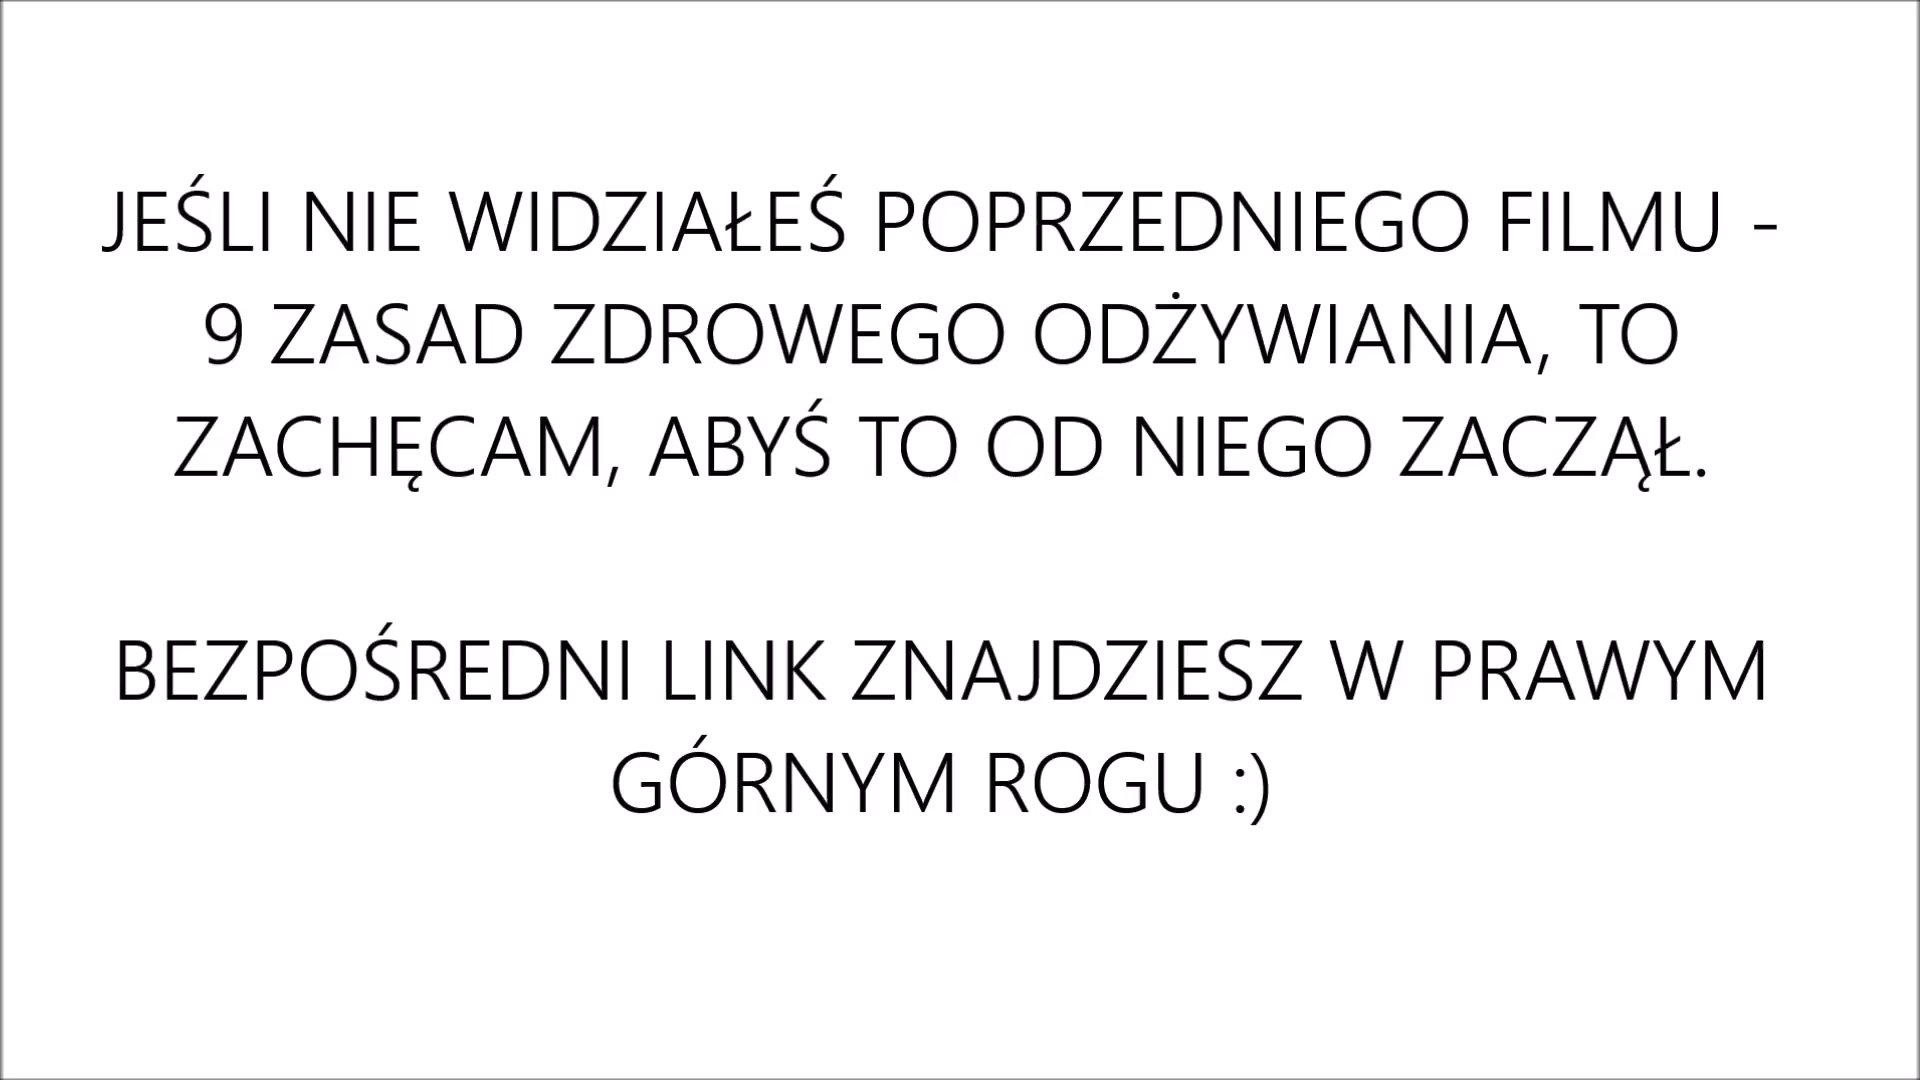 JEŚLI NIE WIDZIAŁEŚ POPRZEDNIEGO FILMU -
9 ZASAD ZDROWEGO ODŻYWIANIA, TO
ZACHĘCAM, ABYŚ TO OD NIEGO ZACZĄŁ.
BEZPOŚREDNI LINK ZNAJDZIESZ W PRAWYM
GÓRNYM ROGU :)